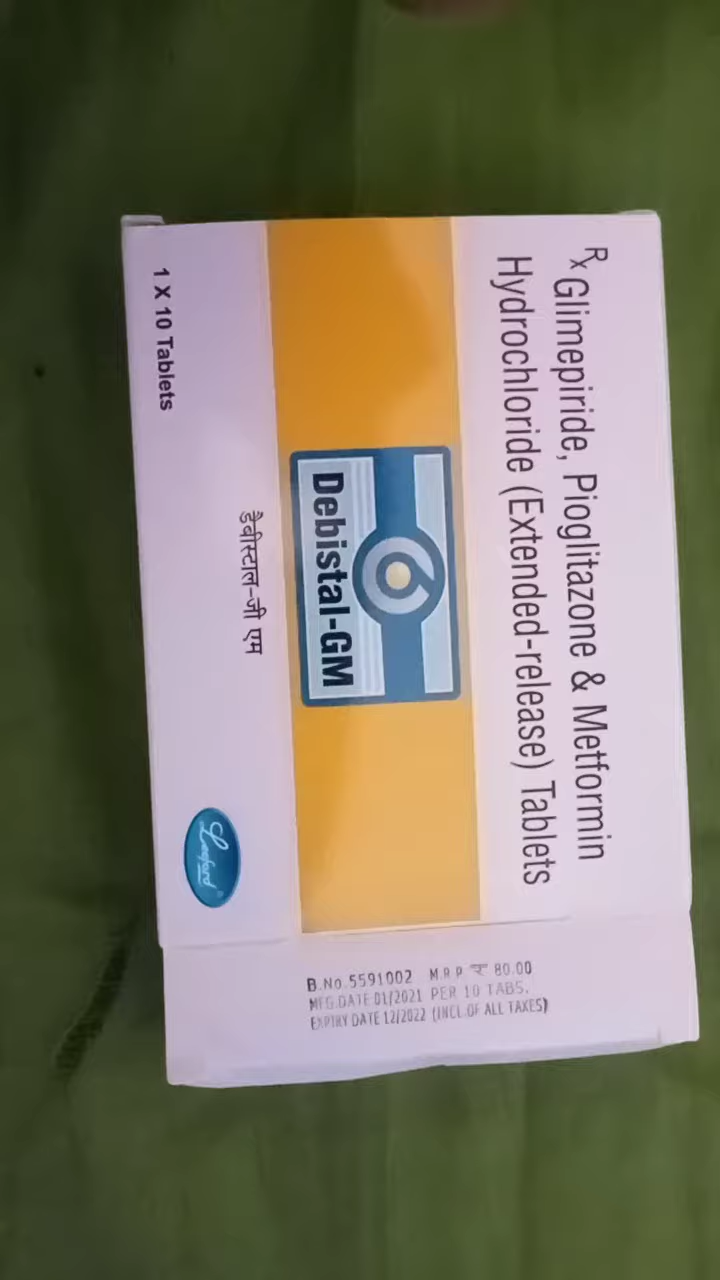 Rx Glimepiride, Pioglitazone & Metformin
Hydrochloride (Extended-release) Tablets
Debistal-GM
डैबीस्टाल-जी एम
1 X 10 Tablets
Leeford
B.No.5591002 M.R.P ₹ 80.00
MFG.DATE 01/2021 PER 10 TABS.
EXPIRY DATE 12/2022 (INCL.OF ALL TAXES)